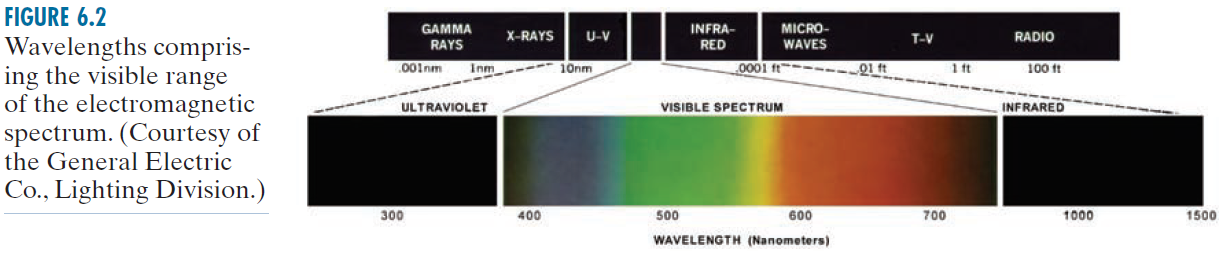 FIGURE 6.2
Wavelengths compris-
ing the visible range
of the electromagnetic
spectrum. (Courtesy of
the General Electric
Co., Lighting Division.)
GAMMA RAYS X-RAYS U-V INFRA-RED MICRO-WAVES T-V RADIO
.001nm 1nm 10nm .0001 ft .01 ft 1 ft 100 ft
ULTRAVIOLET VISIBLE SPECTRUM INFRARED
300 400 500 600 700 1000 1500
WAVELENGTH (Nanometers)